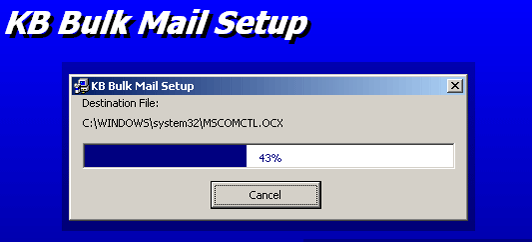 KB Bulk Mail Setup
KB Bulk Mail Setup
Destination File:
C:\WINDOWS\system32\MSCOMCTL.OCX
43%
Cancel